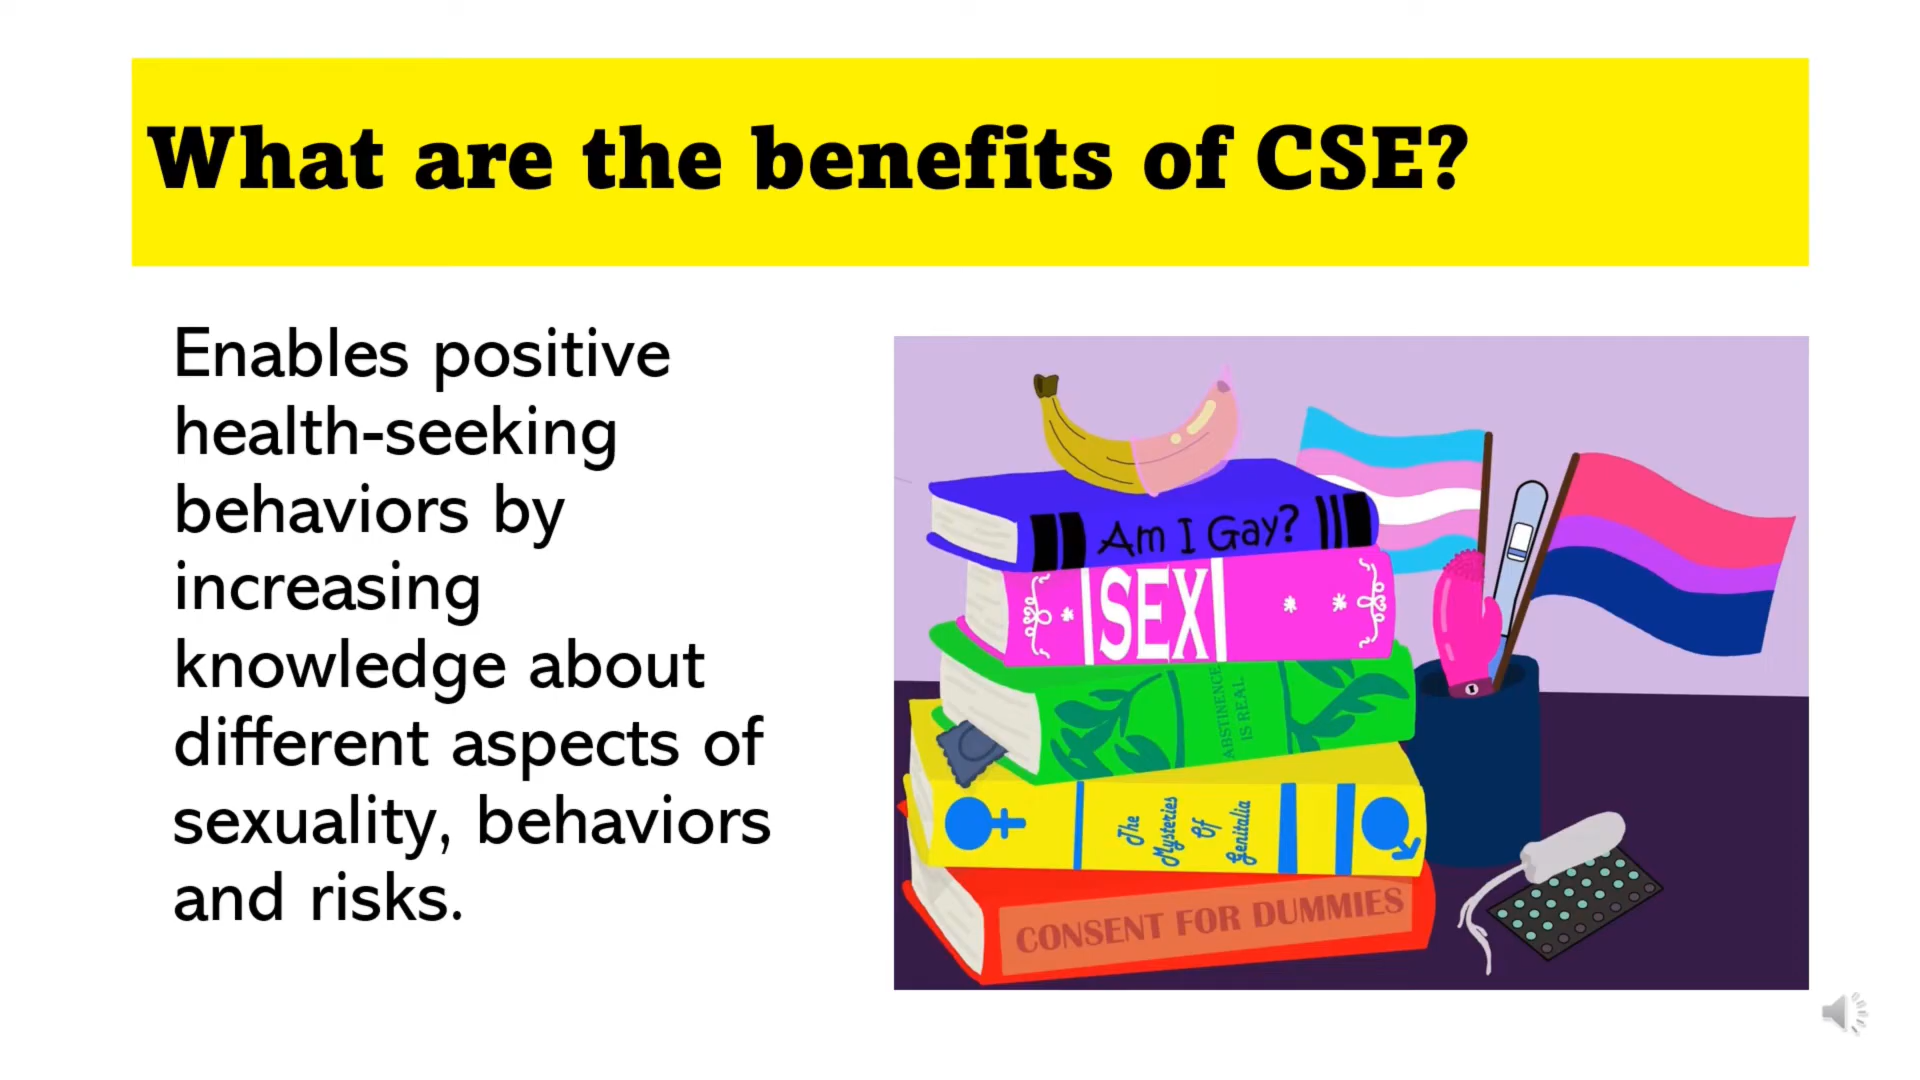 What are the benefits of CSE?
Enables positive
health-seeking
behaviors by
increasing
knowledge about
different aspects of
sexuality, behaviors
and risks.
Am I Gay?
SEX
ABSTINENCE
IS REAL
The
Mysteries
Of
Genitalia
CONSENT FOR DUMMIES